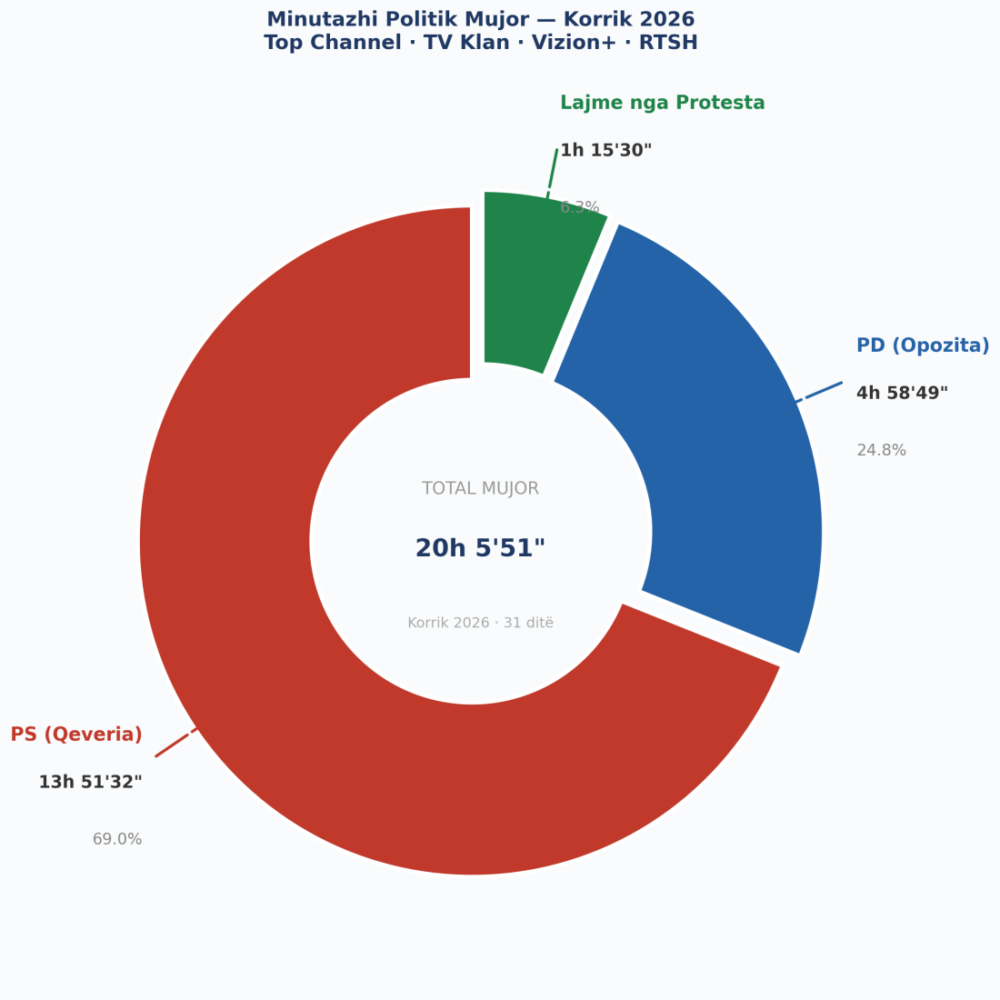 Minutazhi Politik Mujor — Korrik 2026
Top Channel · TV Klan · Vizion+ · RTSH
Lajme nga Protesta
1h 15'30"
6.3%
PD (Opozita)
4h 58'49"
24.8%
TOTAL MUJOR
20h 5'51"
Korrik 2026 · 31 ditë
PS (Qeveria)
13h 51'32"
69.0%